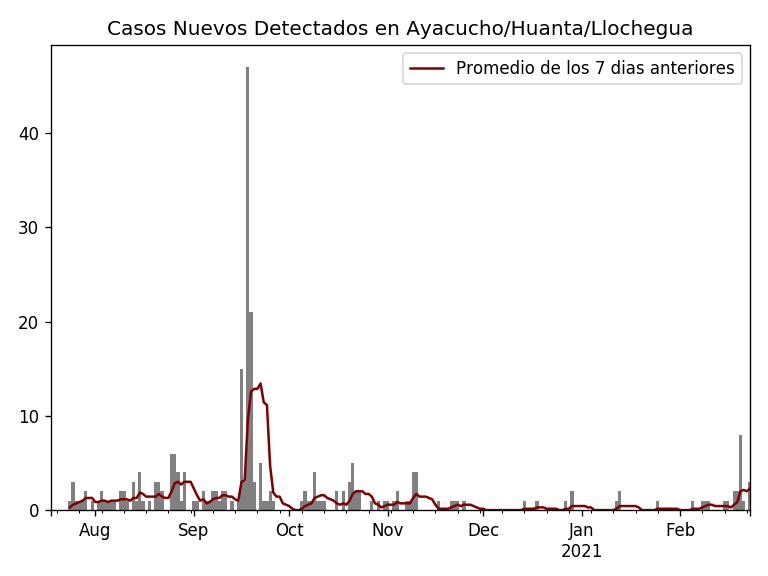 Casos Nuevos Detectados en Ayacucho/Huanta/Llochegua
Promedio de los 7 dias anteriores
40
30
20
10
0
Aug Sep Oct Nov Dec Jan Feb
2021